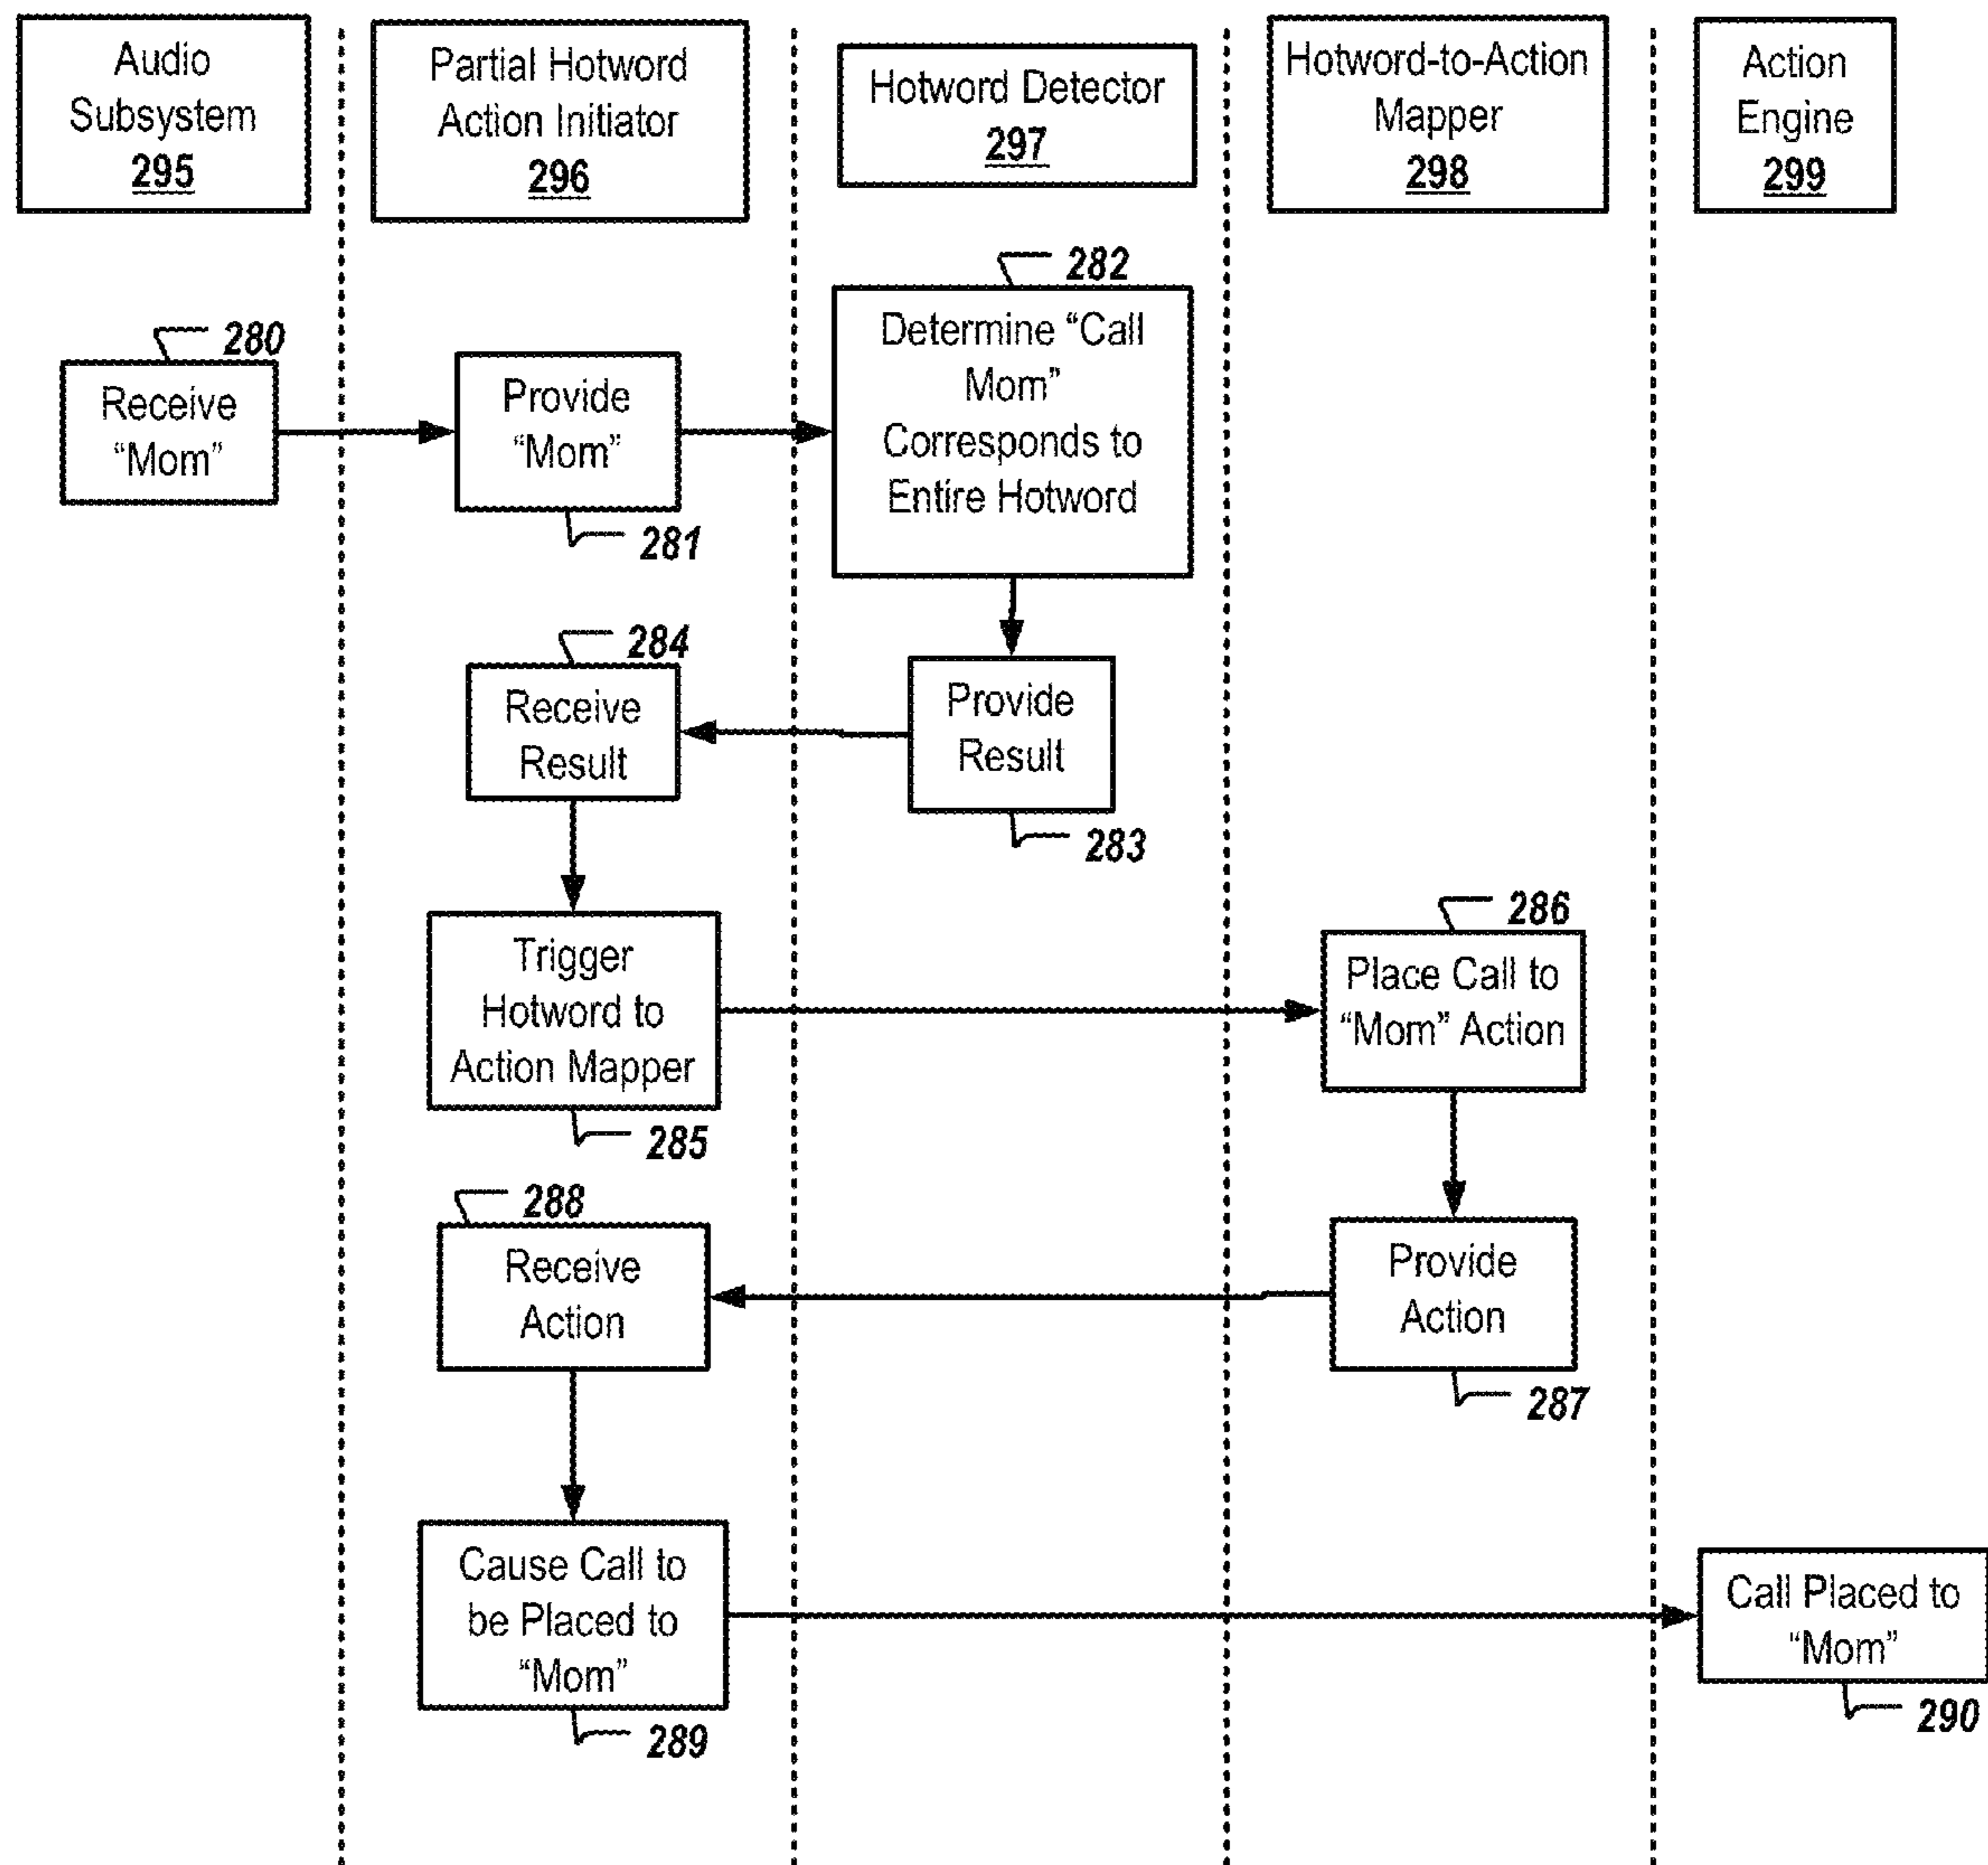 Audio
Subsystem
295
Partial Hotword
Action Initiator
296
Hotword Detector
297
Hotword-to-Action
Mapper
298
Action
Engine
299
280
Receive
“Mom”
Provide
“Mom”
281
282
Determine “Call
Mom”
Corresponds to
Entire Hotword
284
Receive
Result
Provide
Result
283
Trigger
Hotword to
Action Mapper
285
286
Place Call to
“Mom” Action
288
Receive
Action
Provide
Action
287
Cause Call to
be Placed to
“Mom”
289
Call Placed to
“Mom”
290